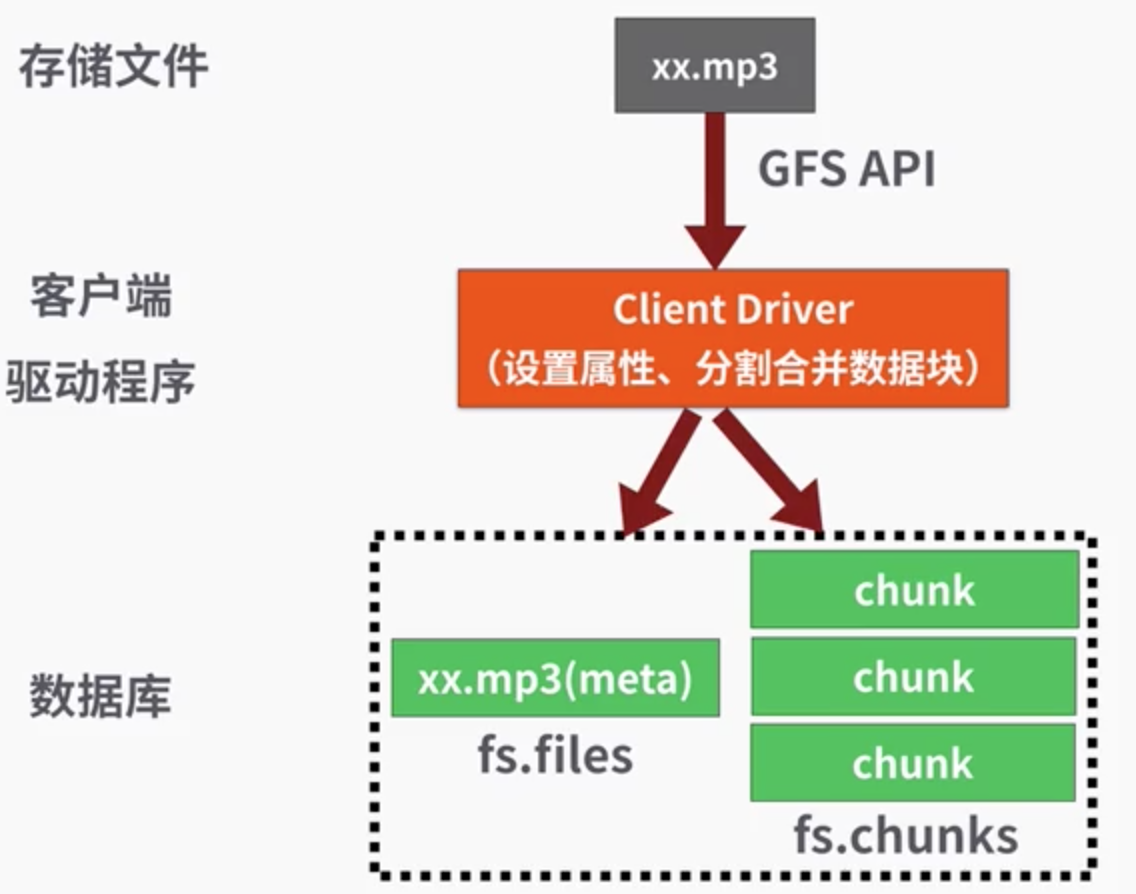 存储文件
xx.mp3
GFS API
客户端
驱动程序
Client Driver
（设置属性、分割合并数据块）
数据库
xx.mp3(meta)
fs.files
chunk
chunk
chunk
fs.chunks